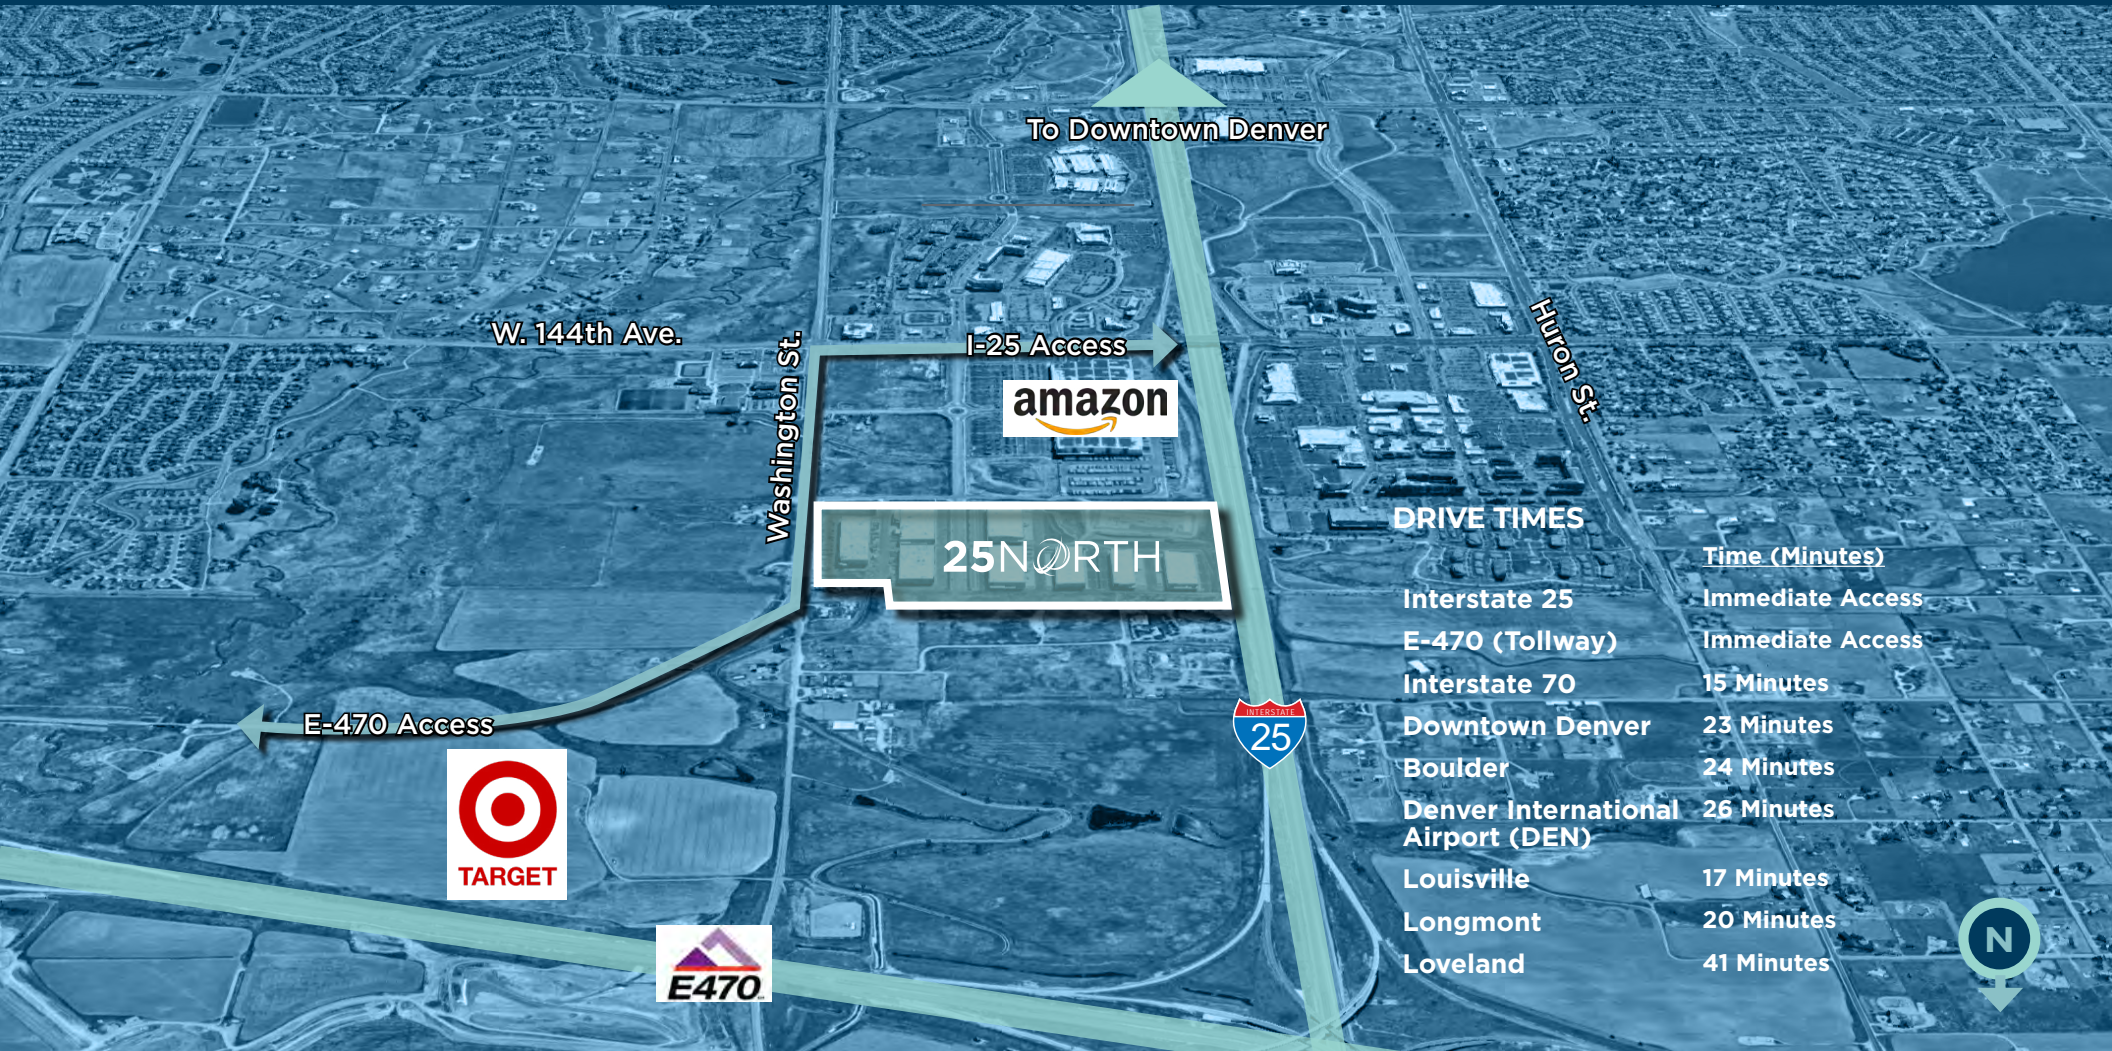 To Downtown Denver
W. 144th Ave.
Washington St.
I-25 Access
Huron St.
amazon
25NORTH
E-470 Access
TARGET
E470
INTERSTATE
25
DRIVE TIMES
Time (Minutes)
Interstate 25 Immediate Access
E-470 (Tollway) Immediate Access
Interstate 70 15 Minutes
Downtown Denver 23 Minutes
Boulder 24 Minutes
Denver International 26 Minutes
Airport (DEN)
Louisville 17 Minutes
Longmont 20 Minutes
Loveland 41 Minutes
N